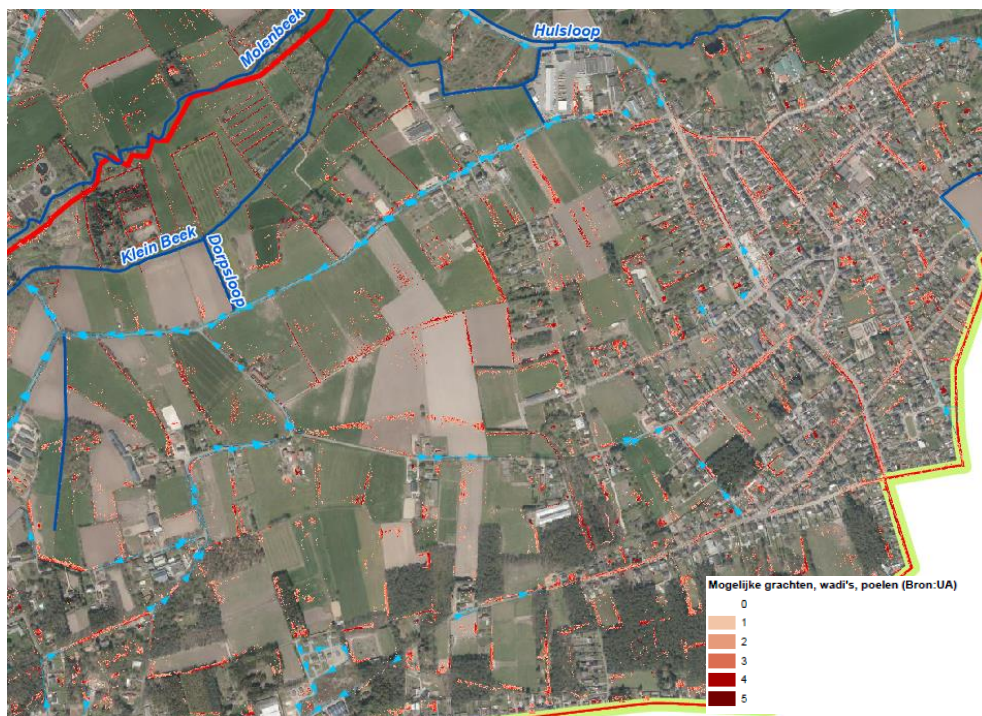 Molenbeek
Hulsloop
Klein Beek
Dorpsloop
Mogelijke grachten, wadi's, poelen (Bron:UA)
0
1
2
3
4
5